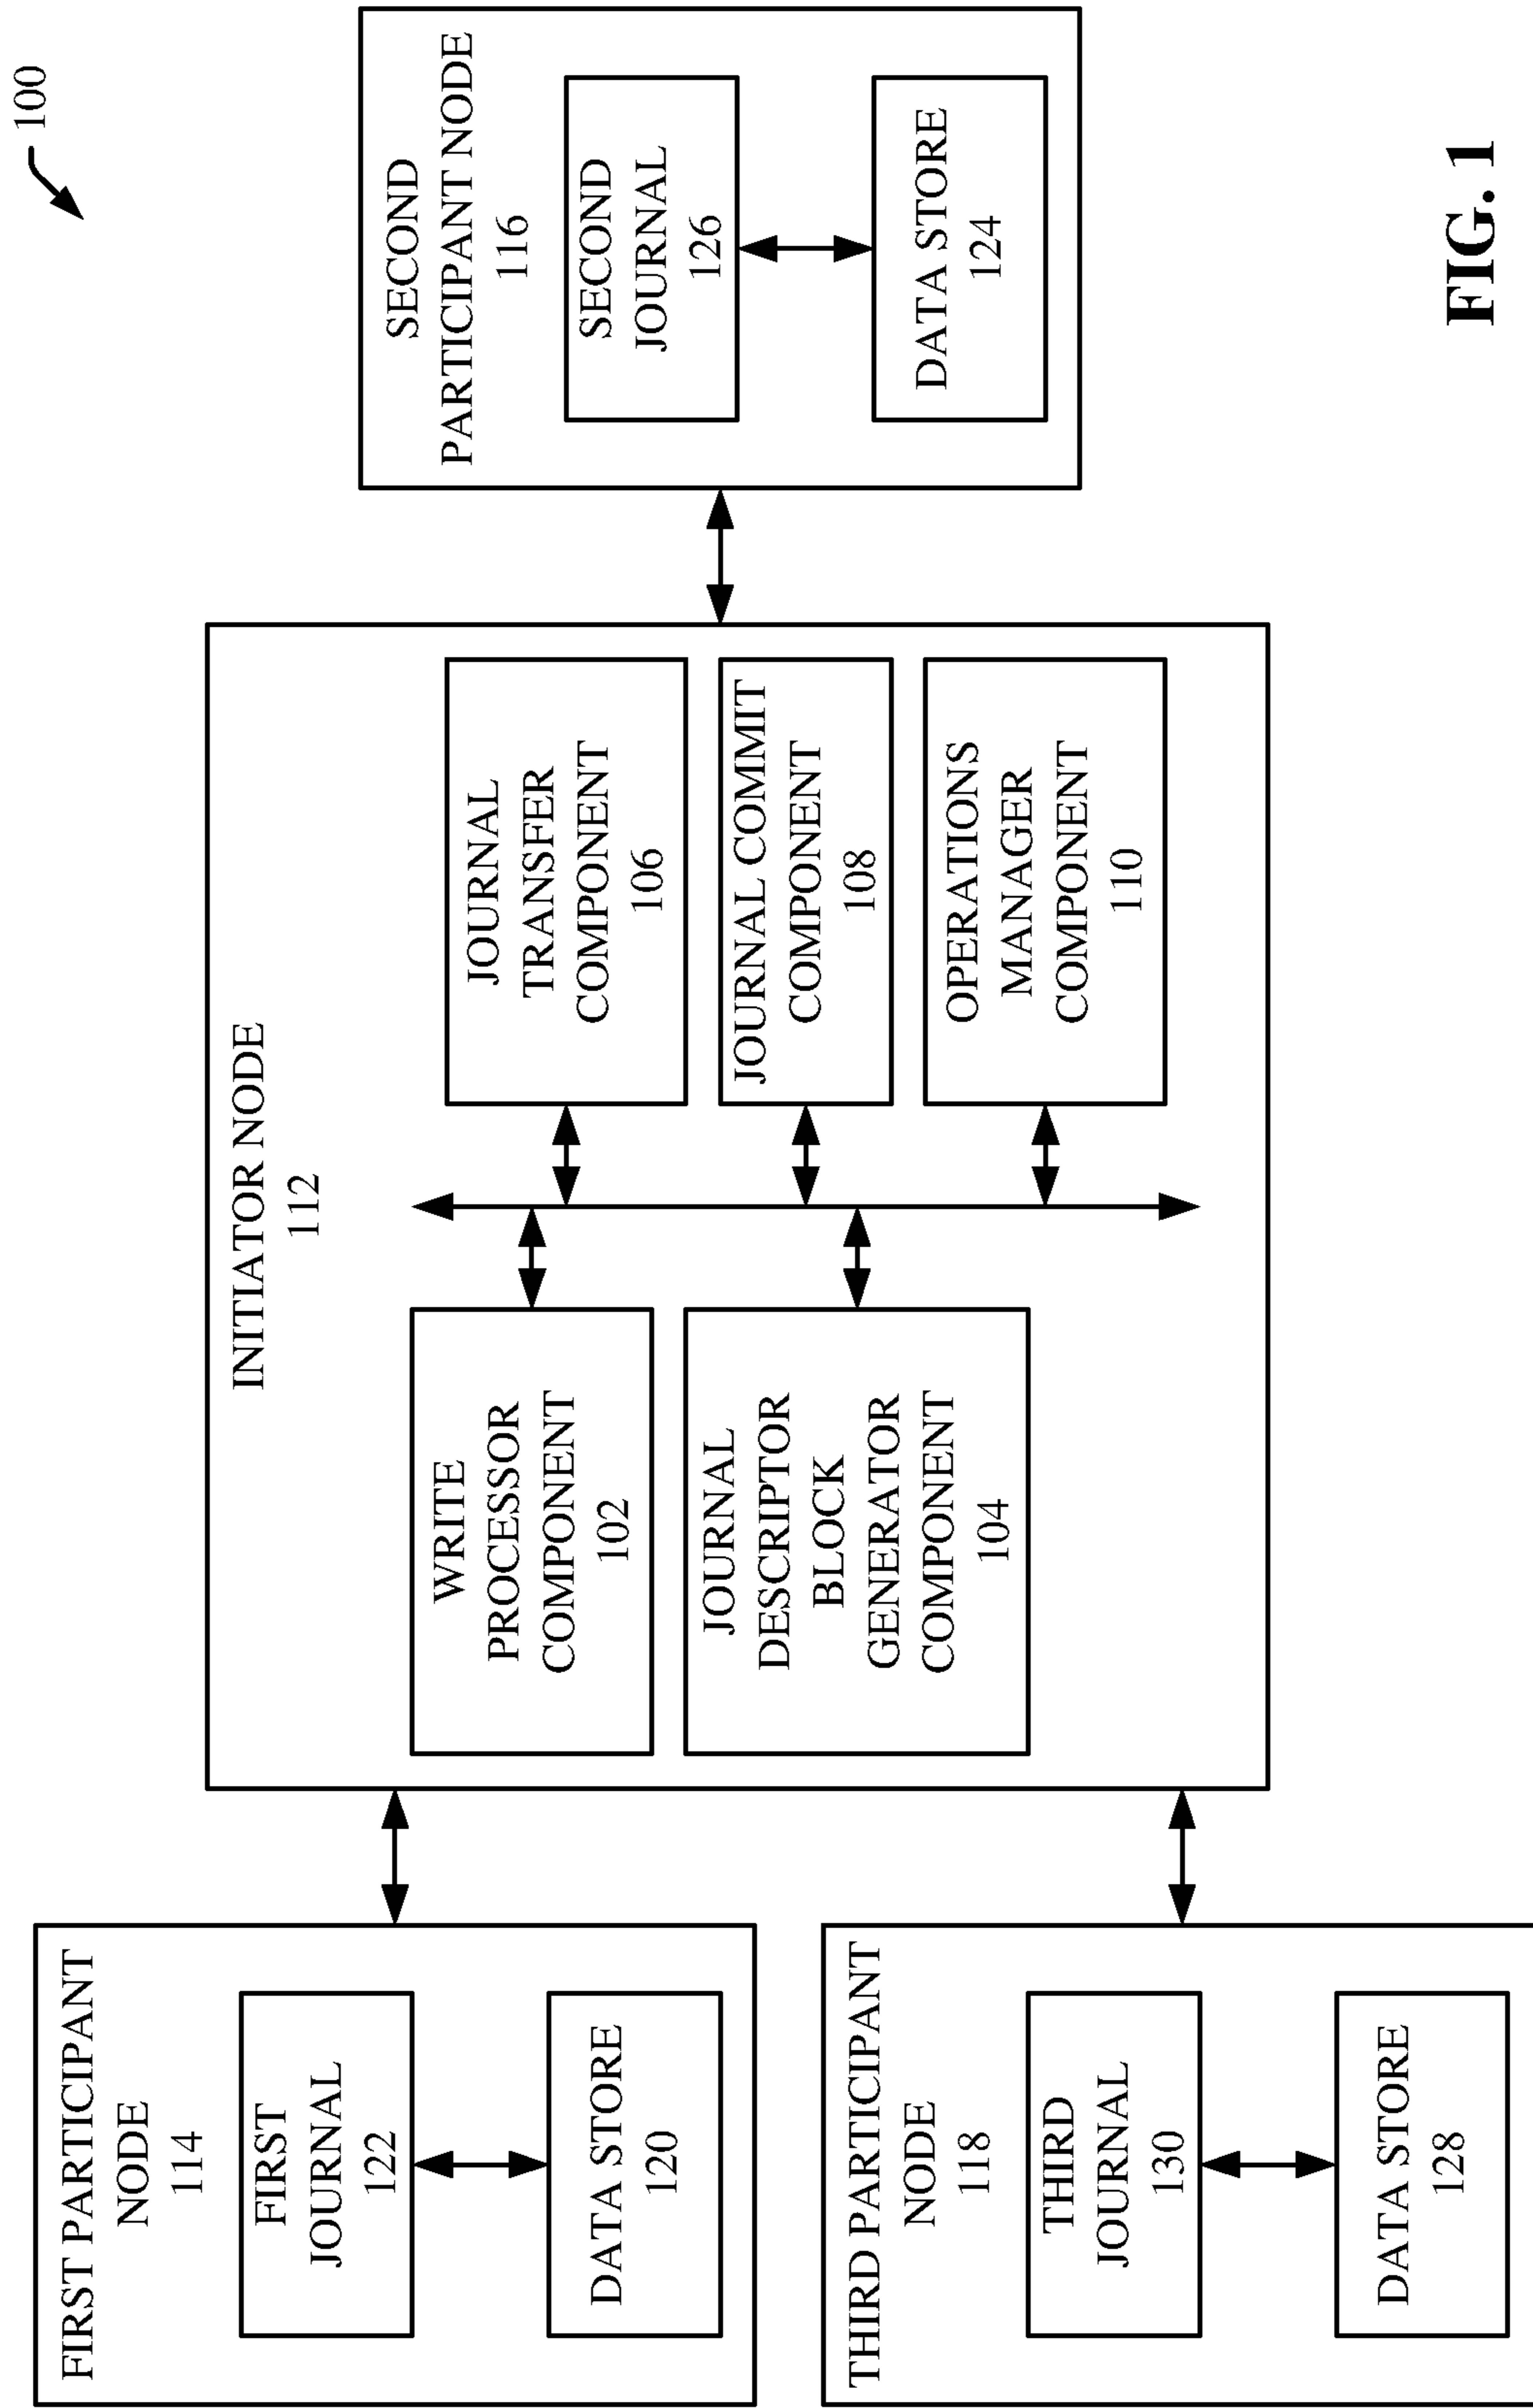 100
FIRST PARTICIPANT
NODE
114
FIRST
JOURNAL
122
DATA STORE
120
THIRD PARTICIPANT
NODE
118
THIRD
JOURNAL
130
DATA STORE
128
INITIATOR NODE
112
WRITE
PROCESSOR
COMPONENT
102
JOURNAL
DESCRIPTOR
BLOCK
GENERATOR
COMPONENT
104
JOURNAL
TRANSFER
COMPONENT
106
JOURNAL COMMIT
COMPONENT
108
OPERATIONS
MANAGER
COMPONENT
110
SECOND
PARTICIPANT NODE
116
SECOND
JOURNAL
126
DATA STORE
124
FIG. 1